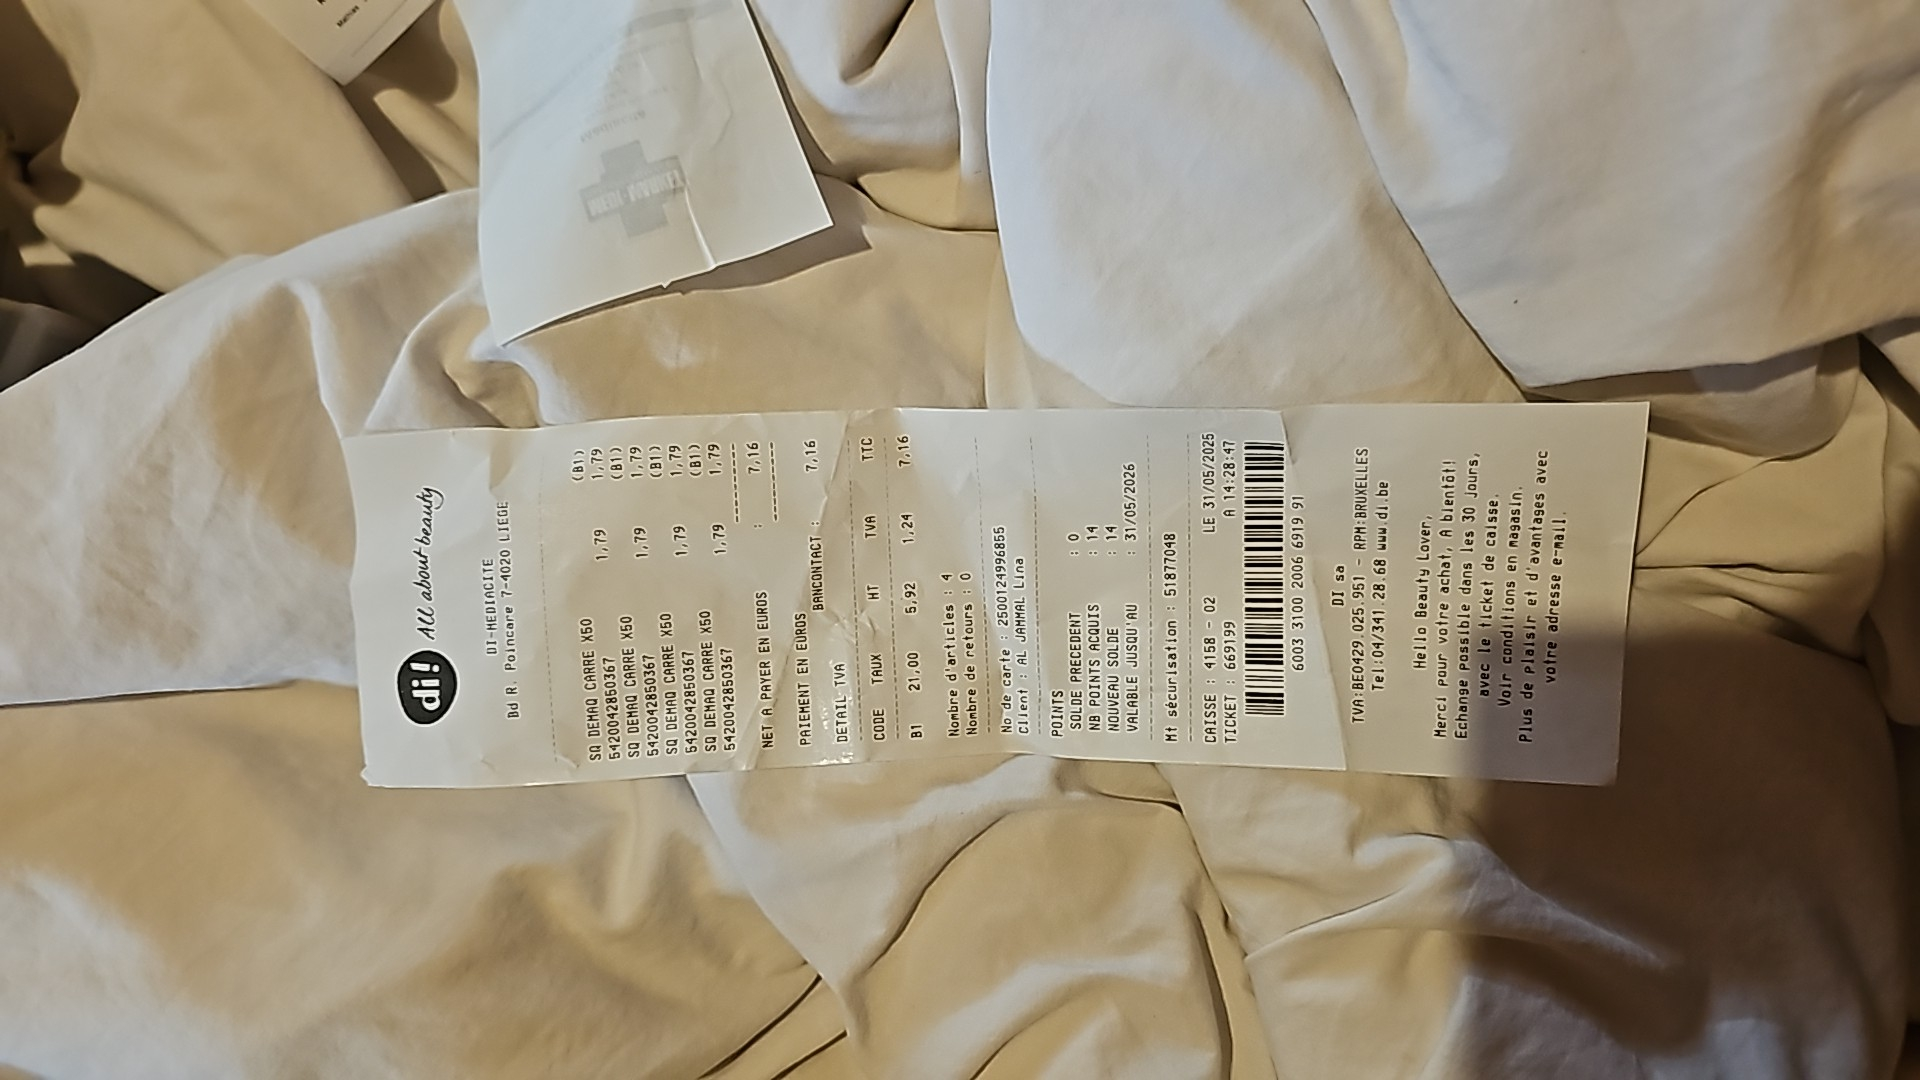 di! All about beauty
DI-MEDIACITE
Bd R. Poincare 7-4020 LIEGE
(B1)
SQ DEMAQ CARRE X50 1,79 1,79
5420042850367 (B1)
SQ DEMAQ CARRE X50 1,79 1,79
5420042850367 (B1)
SQ DEMAQ CARRE X50 1,79 1,79
5420042850367 (B1)
SQ DEMAQ CARRE X50 1,79 1,79
5420042850367
NET A PAYER EN EUROS : 7,16
PAIEMENT EN EUROS
BANCONTACT : 7,16
DETAIL TVA
CODE TAUX HT TVA TTC
B1 21,00 5,92 1,24 7,16
Nombre d'articles : 4
Nombre de retours : 0
No de carte : 2500124996855
Client : AL JAMMAL Lina
POINTS
SOLDE PRECEDENT : 0
NB POINTS ACQUIS : 14
NOUVEAU SOLDE : 14
VALABLE JUSQU'AU : 31/05/2026
Mt sécurisation : 51877048
CAISSE : 4158 - 02 LE 31/05/2025
TICKET : 669199 A 14:28:47
6003 3100 2006 6919 91
DI sa
TVA:BE0429.025.951 - RPM:BRUXELLES
Tel:04/341.28.68 www.di.be
Hello Beauty Lover,
Merci pour votre achat, A bientôt!
Echange possible dans les 30 jours,
avec le ticket de caisse.
Voir conditions en magasin.
Plus de plaisir et d'avantages avec
votre adresse e-mail.